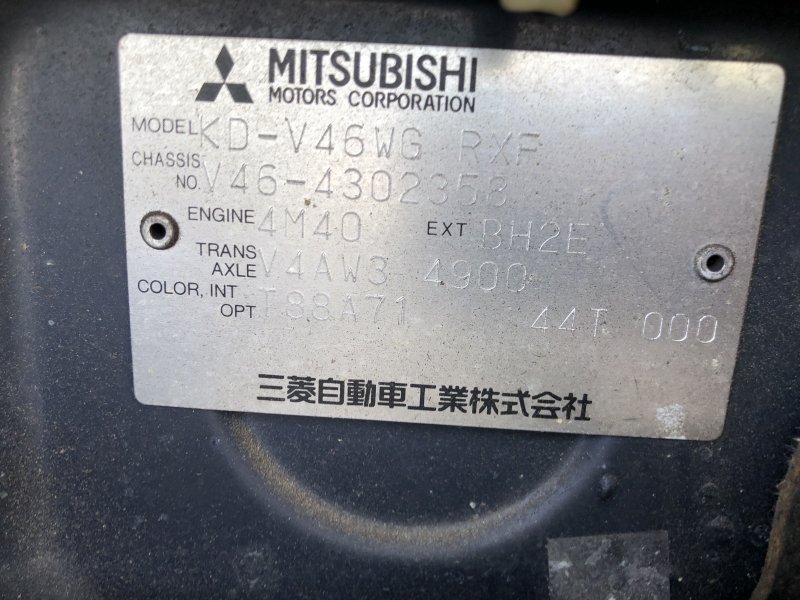 MITSUBISHI
MOTORS CORPORATION
MODEL KD-V46WG RXF
CHASSIS NO. V46-4302358
ENGINE 4M40 EXT BH2E
TRANS AXLE V4AW3 4900
COLOR, INT OPT T88A71 44T 000
三菱自動車工業株式会社